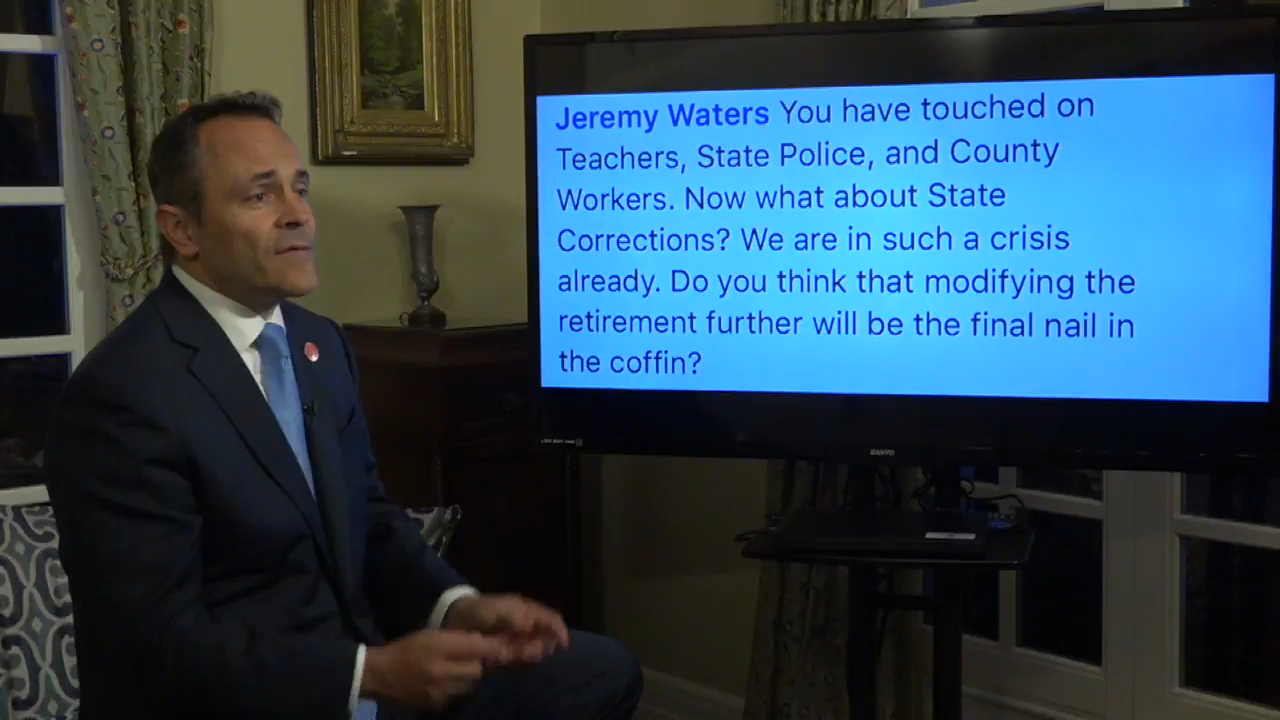 Jeremy Waters You have touched on
Teachers, State Police, and County
Workers. Now what about State
Corrections? We are in such a crisis
already. Do you think that modifying the
retirement further will be the final nail in
the coffin?
SANYO